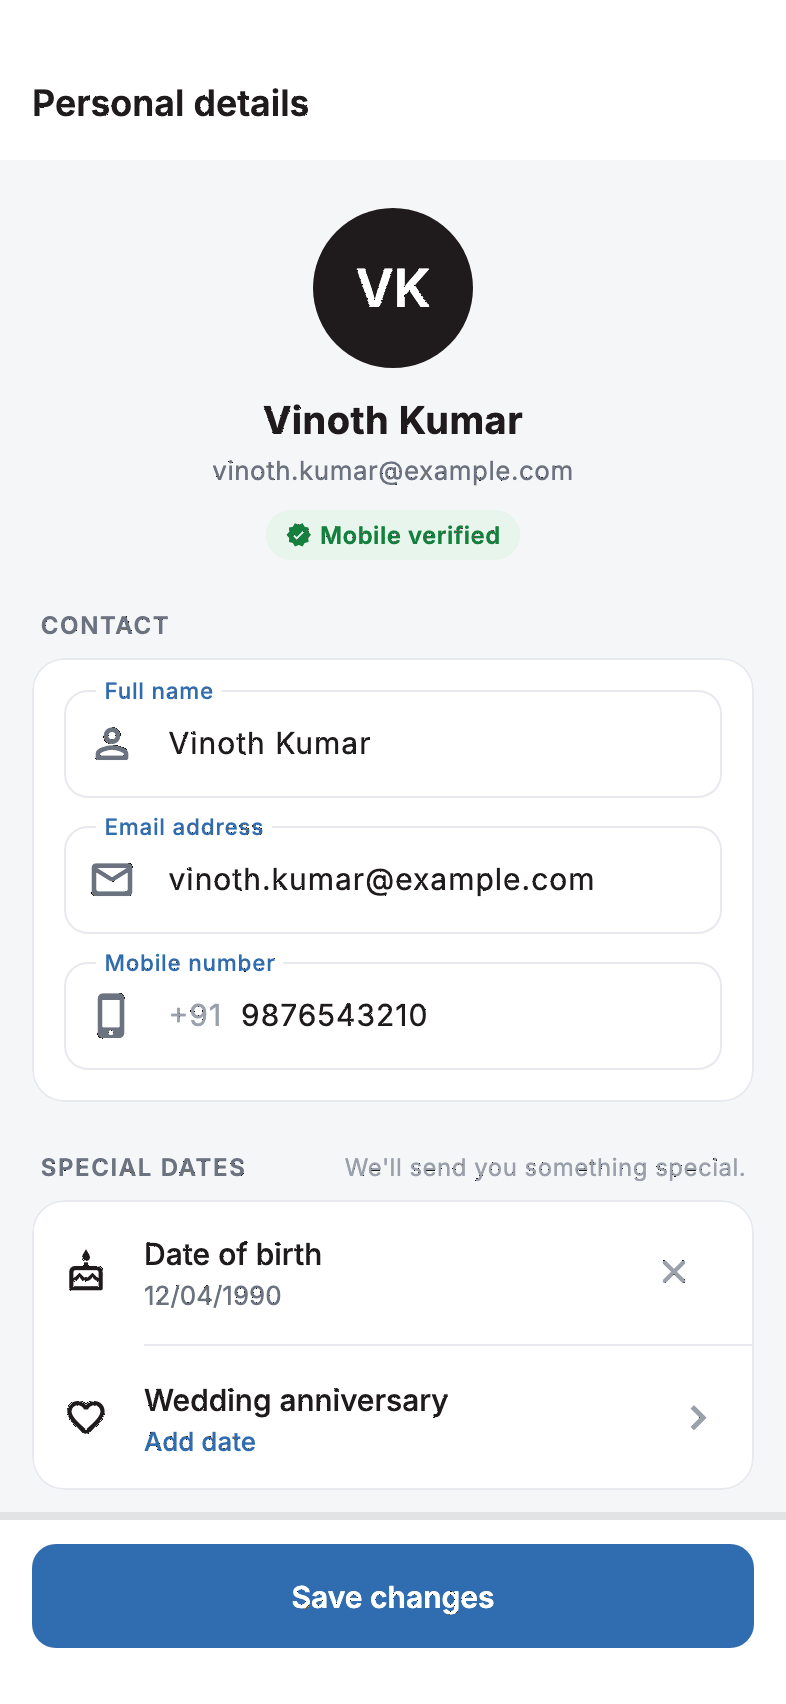 Personal details
VK
Vinoth Kumar
vinoth.kumar@example.com
Mobile verified
CONTACT
Full name
Vinoth Kumar
Email address
vinoth.kumar@example.com
Mobile number
+91 9876543210
SPECIAL DATES We'll send you something special.
Date of birth
12/04/1990
Wedding anniversary
Add date
Save changes